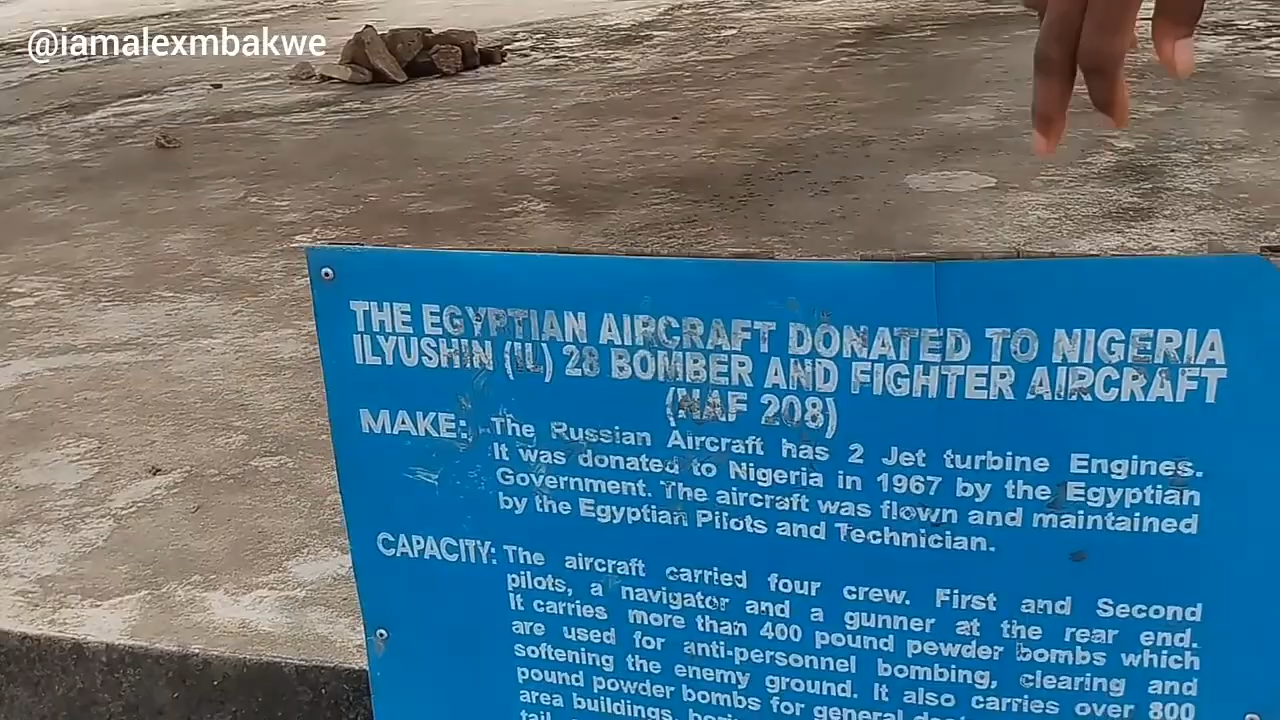 @iamalexmbakwe
THE EGYPTIAN AIRCRAFT DONATED TO NIGERIA
ILYUSHIN (IL) 28 BOMBER AND FIGHTER AIRCRAFT
(NAF 208)
MAKE: The Russian Aircraft has 2 Jet turbine Engines.
It was donated to Nigeria in 1967 by the Egyptian
Government. The aircraft was flown and maintained
by the Egyptian Pilots and Technician.
CAPACITY: The aircraft carried four crew. First and Second
pilots, a navigator and a gunner at the rear end.
It carries more than 400 pound pewder bombs which
are used for anti-personnel bombing, clearing and
softening the enemy ground. It also carries over 800
pound powder bombs for general
area buildings,